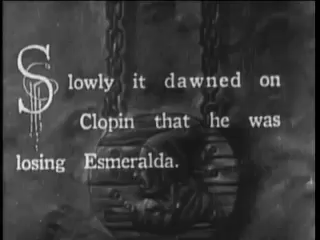 Slowly it dawned on
Clopin that he was
losing Esmeralda.